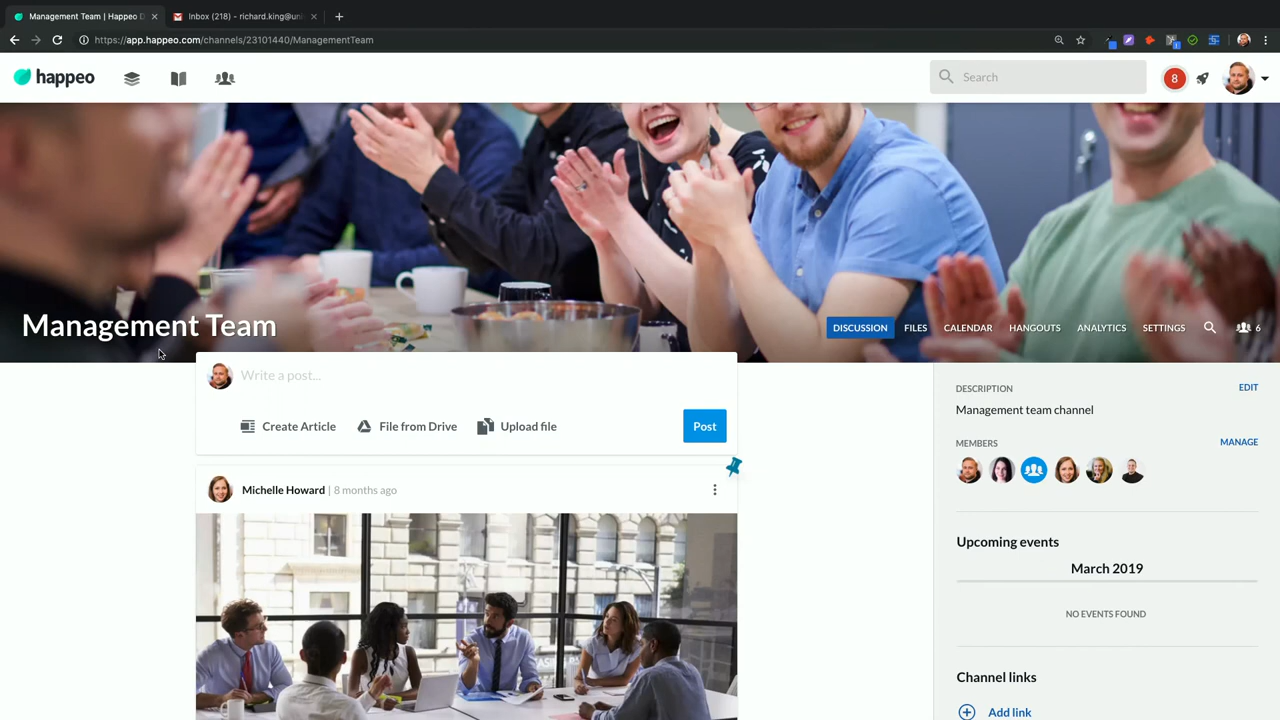 Management Team | Happeo D
Inbox (218) - richard.king@uni
https://app.happeo.com/channels/23101440/ManagementTeam
happeo
Search
8
Management Team
DISCUSSION
FILES
CALENDAR
HANGOUTS
ANALYTICS
SETTINGS
6
Write a post...
Create Article
File from Drive
Upload file
Post
Michelle Howard | 8 months ago
DESCRIPTION
EDIT
Management team channel
MEMBERS
MANAGE
Upcoming events
March 2019
NO EVENTS FOUND
Channel links
Add link